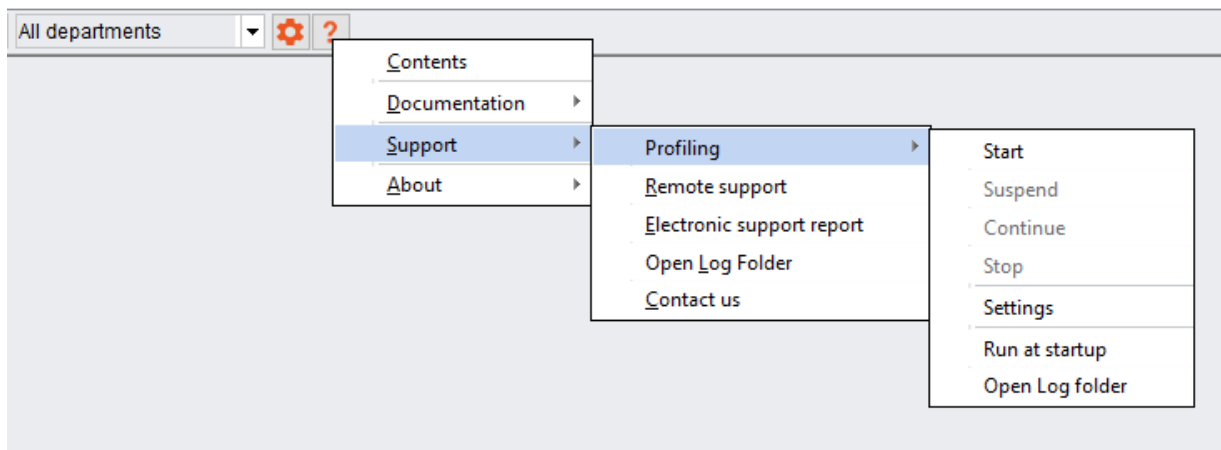 All departments
?
Contents
Documentation
Support
About
Profiling
Remote support
Electronic support report
Open Log Folder
Contact us
Start
Suspend
Continue
Stop
Settings
Run at startup
Open Log folder